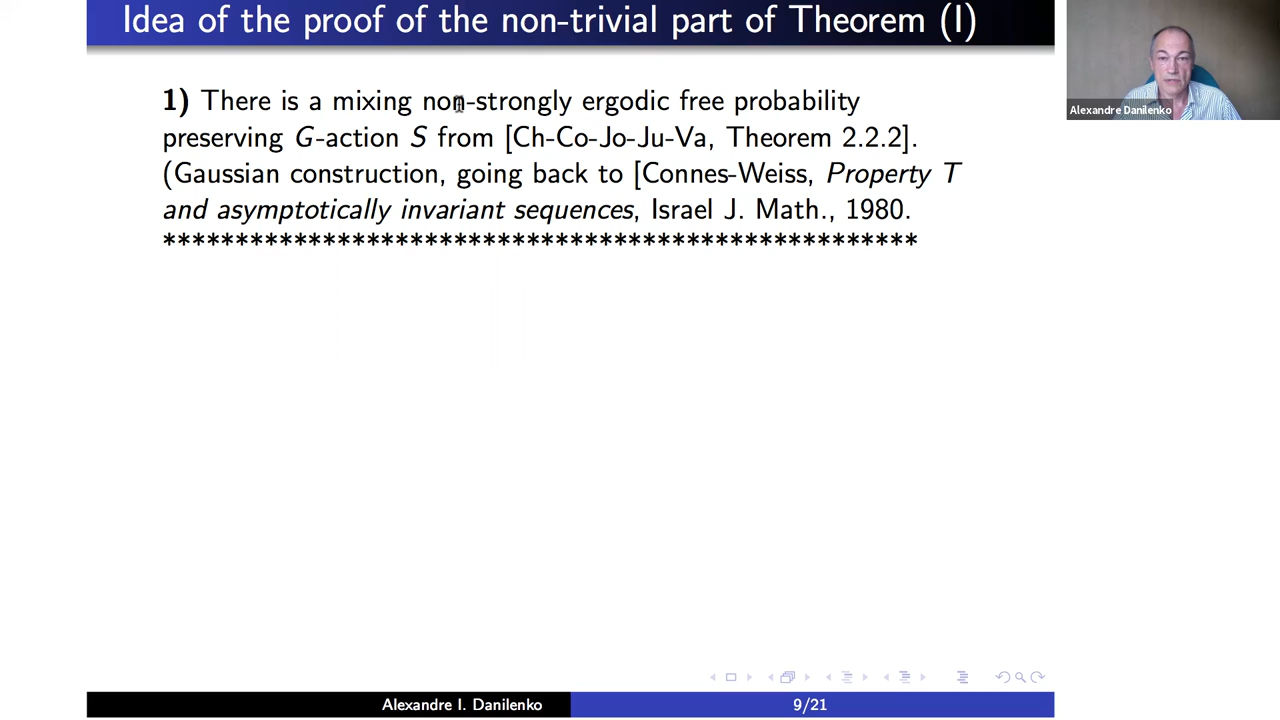 Idea of the proof of the non-trivial part of Theorem (I)
Alexandre Danilenko
1) There is a mixing non-strongly ergodic free probability
preserving G-action S from [Ch-Co-Jo-Ju-Va, Theorem 2.2.2].
(Gaussian construction, going back to [Connes-Weiss, Property T
and asymptotically invariant sequences, Israel J. Math., 1980.
****************************************************
Alexandre I. Danilenko
9/21